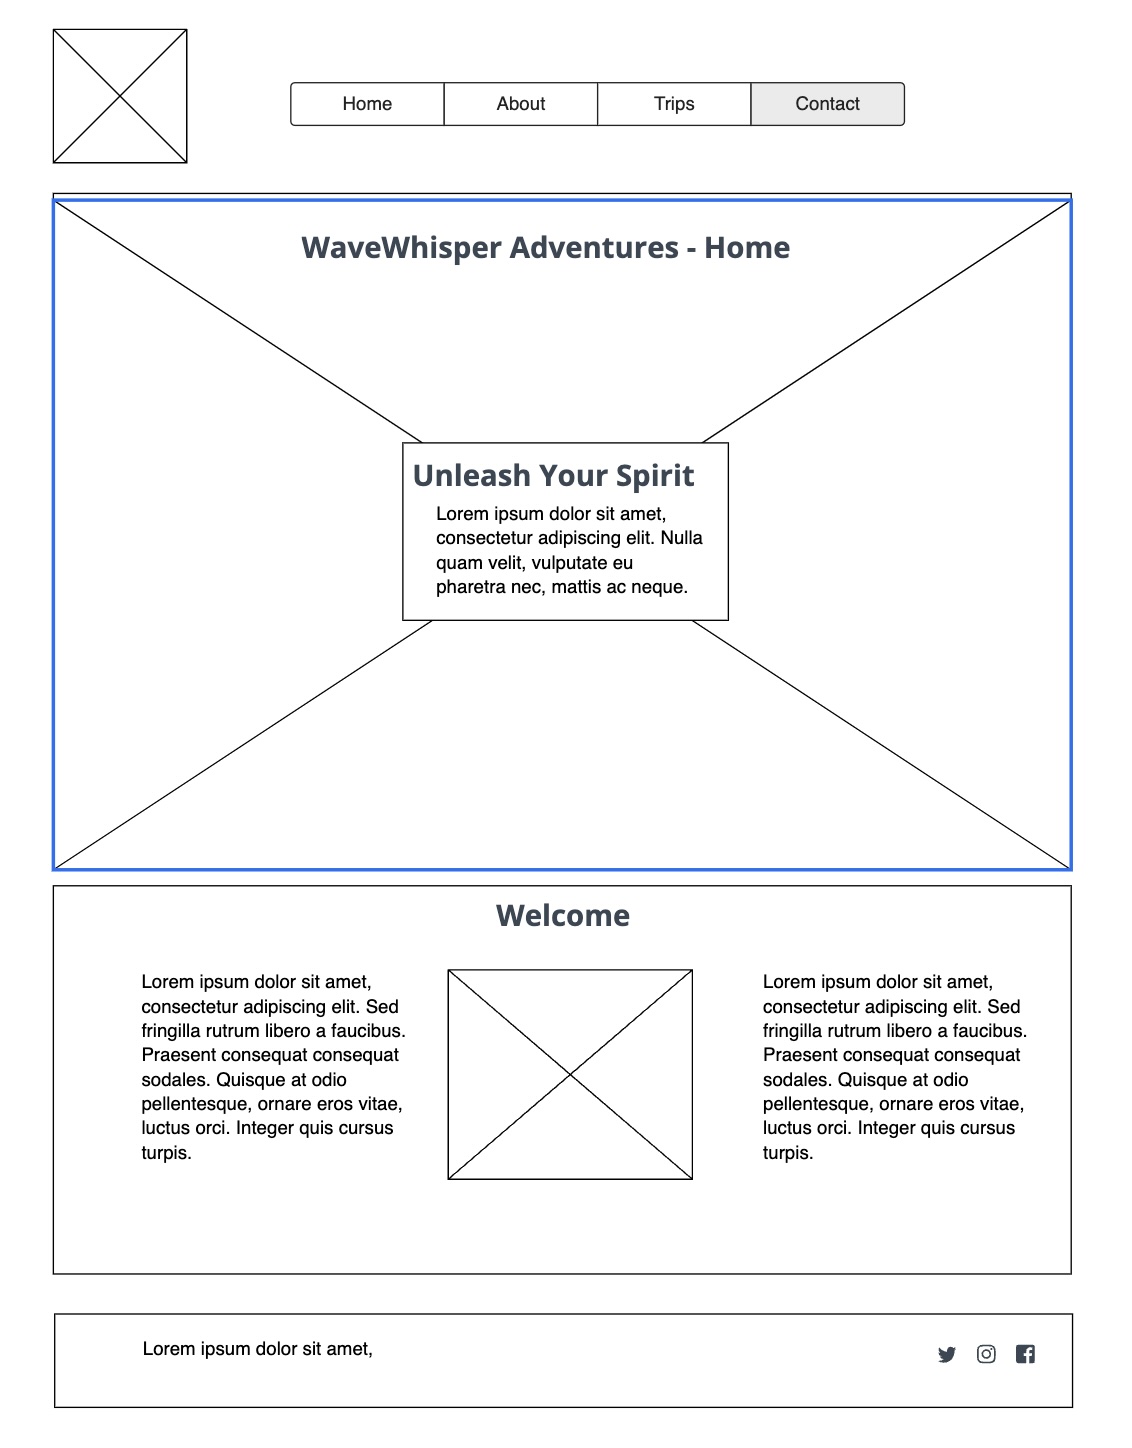 Home About Trips Contact
WaveWhisper Adventures - Home
Unleash Your Spirit
Lorem ipsum dolor sit amet,
consectetur adipiscing elit. Nulla
quam velit, vulputate eu
pharetra nec, mattis ac neque.
Welcome
Lorem ipsum dolor sit amet,
consectetur adipiscing elit. Sed
fringilla rutrum libero a faucibus.
Praesent consequat consequat
sodales. Quisque at odio
pellentesque, ornare eros vitae,
luctus orci. Integer quis cursus
turpis.
Lorem ipsum dolor sit amet,
consectetur adipiscing elit. Sed
fringilla rutrum libero a faucibus.
Praesent consequat consequat
sodales. Quisque at odio
pellentesque, ornare eros vitae,
luctus orci. Integer quis cursus
turpis.
Lorem ipsum dolor sit amet,